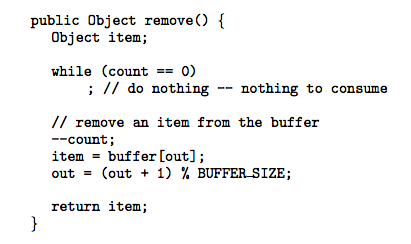 public Object remove() {
Object item;
while (count == 0)
; // do nothing -- nothing to consume
// remove an item from the buffer
--count;
item = buffer[out];
out = (out + 1) % BUFFER_SIZE;
return item;
}